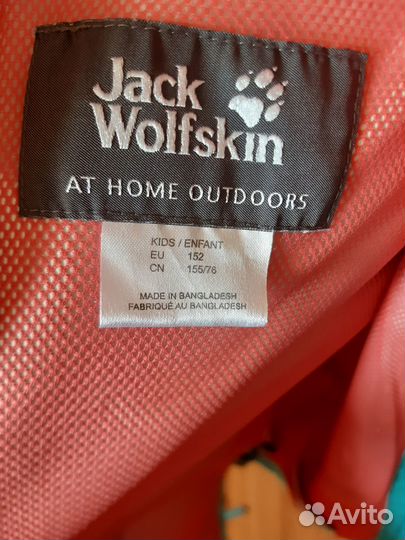 Jack
Wolfskin
AT HOME OUTDOORS
KIDS / ENFANT
EU 152
CN 155/76
MADE IN BANGLADESH
FABRIQUÉ AU BANGLADESH
Avito